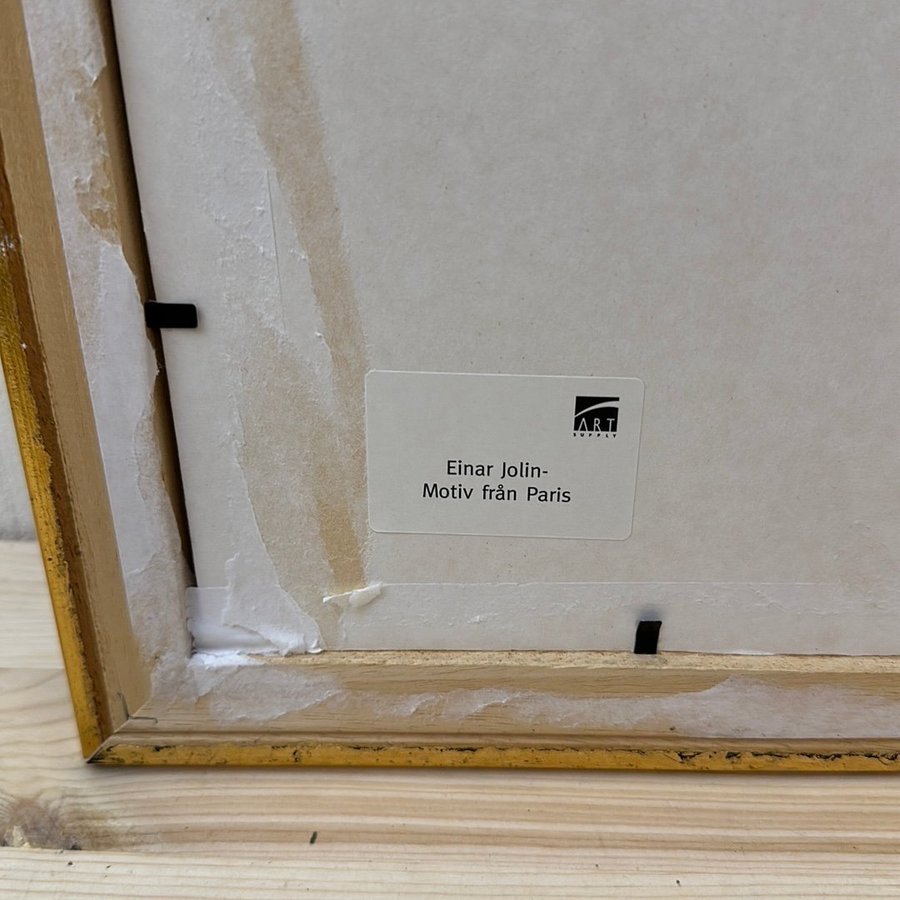 ART
SUPPLY
Einar Jolin-
Motiv från Paris